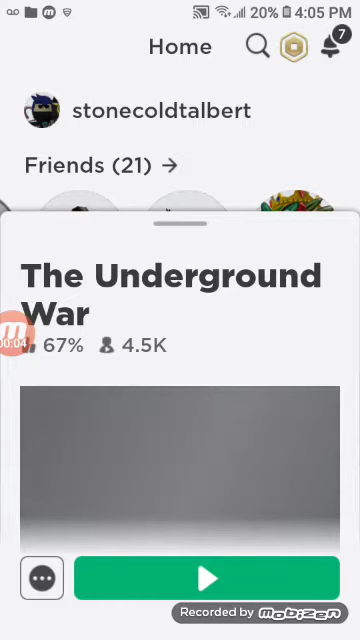 20% 4:05 PM
Home
7
stonecoldtalbert
Friends (21) →
The Underground
War
67% 4.5K
00:04
Recorded by mobizen